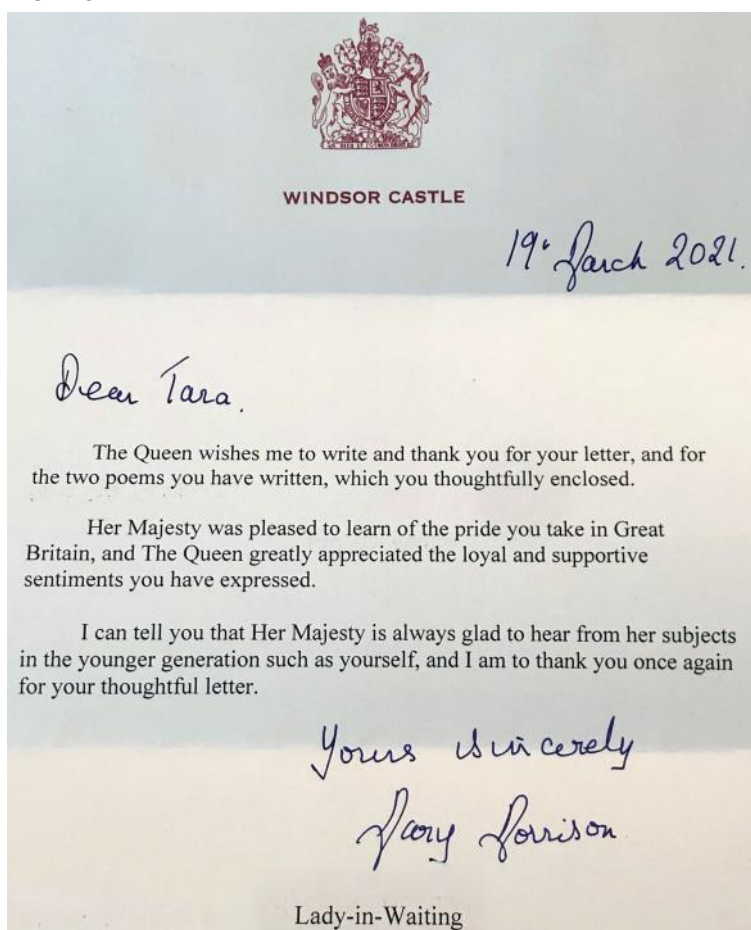 WINDSOR CASTLE
19th March 2021.
Dear Tara.
The Queen wishes me to write and thank you for your letter, and for
the two poems you have written, which you thoughtfully enclosed.
Her Majesty was pleased to learn of the pride you take in Great
Britain, and The Queen greatly appreciated the loyal and supportive
sentiments you have expressed.
I can tell you that Her Majesty is always glad to hear from her subjects
in the younger generation such as yourself, and I am to thank you once again
for your thoughtful letter.
Yours sincerely
Mary Morrison
Lady-in-Waiting